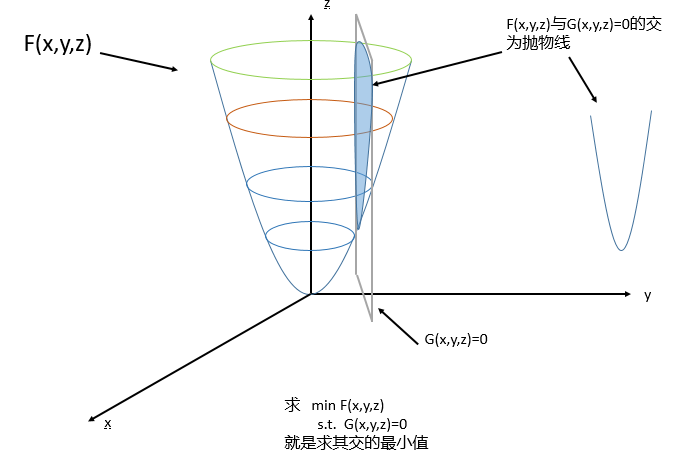 z
F(x,y,z)与G(x,y,z)=0的交
为抛物线
F(x,y,z)
y
G(x,y,z)=0
x
求 min F(x,y,z)
s.t. G(x,y,z)=0
就是求其交的最小值